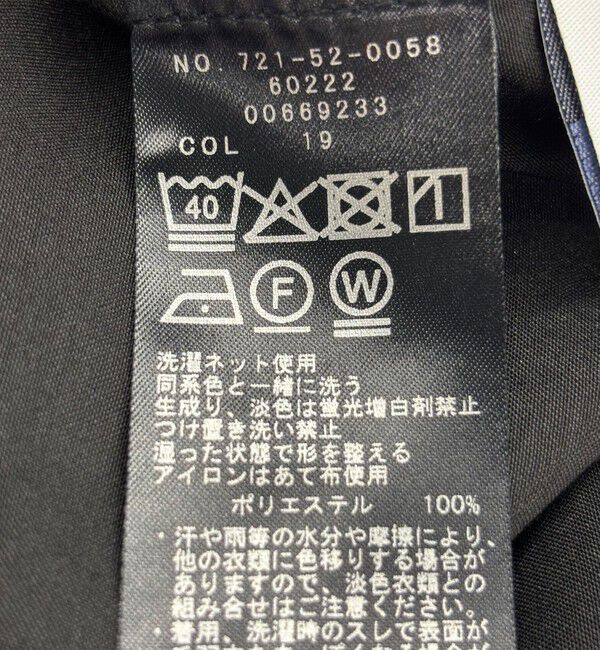 NO. 721-52-0058
60222
00669233
COL 19
40
F W
洗濯ネット使用
同系色と一緒に洗う
生成り、淡色は蛍光増白剤禁止
つけ置き洗い禁止
湿った状態で形を整える
アイロンはあて布使用
ポリエステル 100%
・汗や雨等の水分や摩擦により、
他の衣類に色移りする場合が
ありますので、淡色衣類との
組み合せはご注意ください。
・着用、洗濯時のスレで表面が